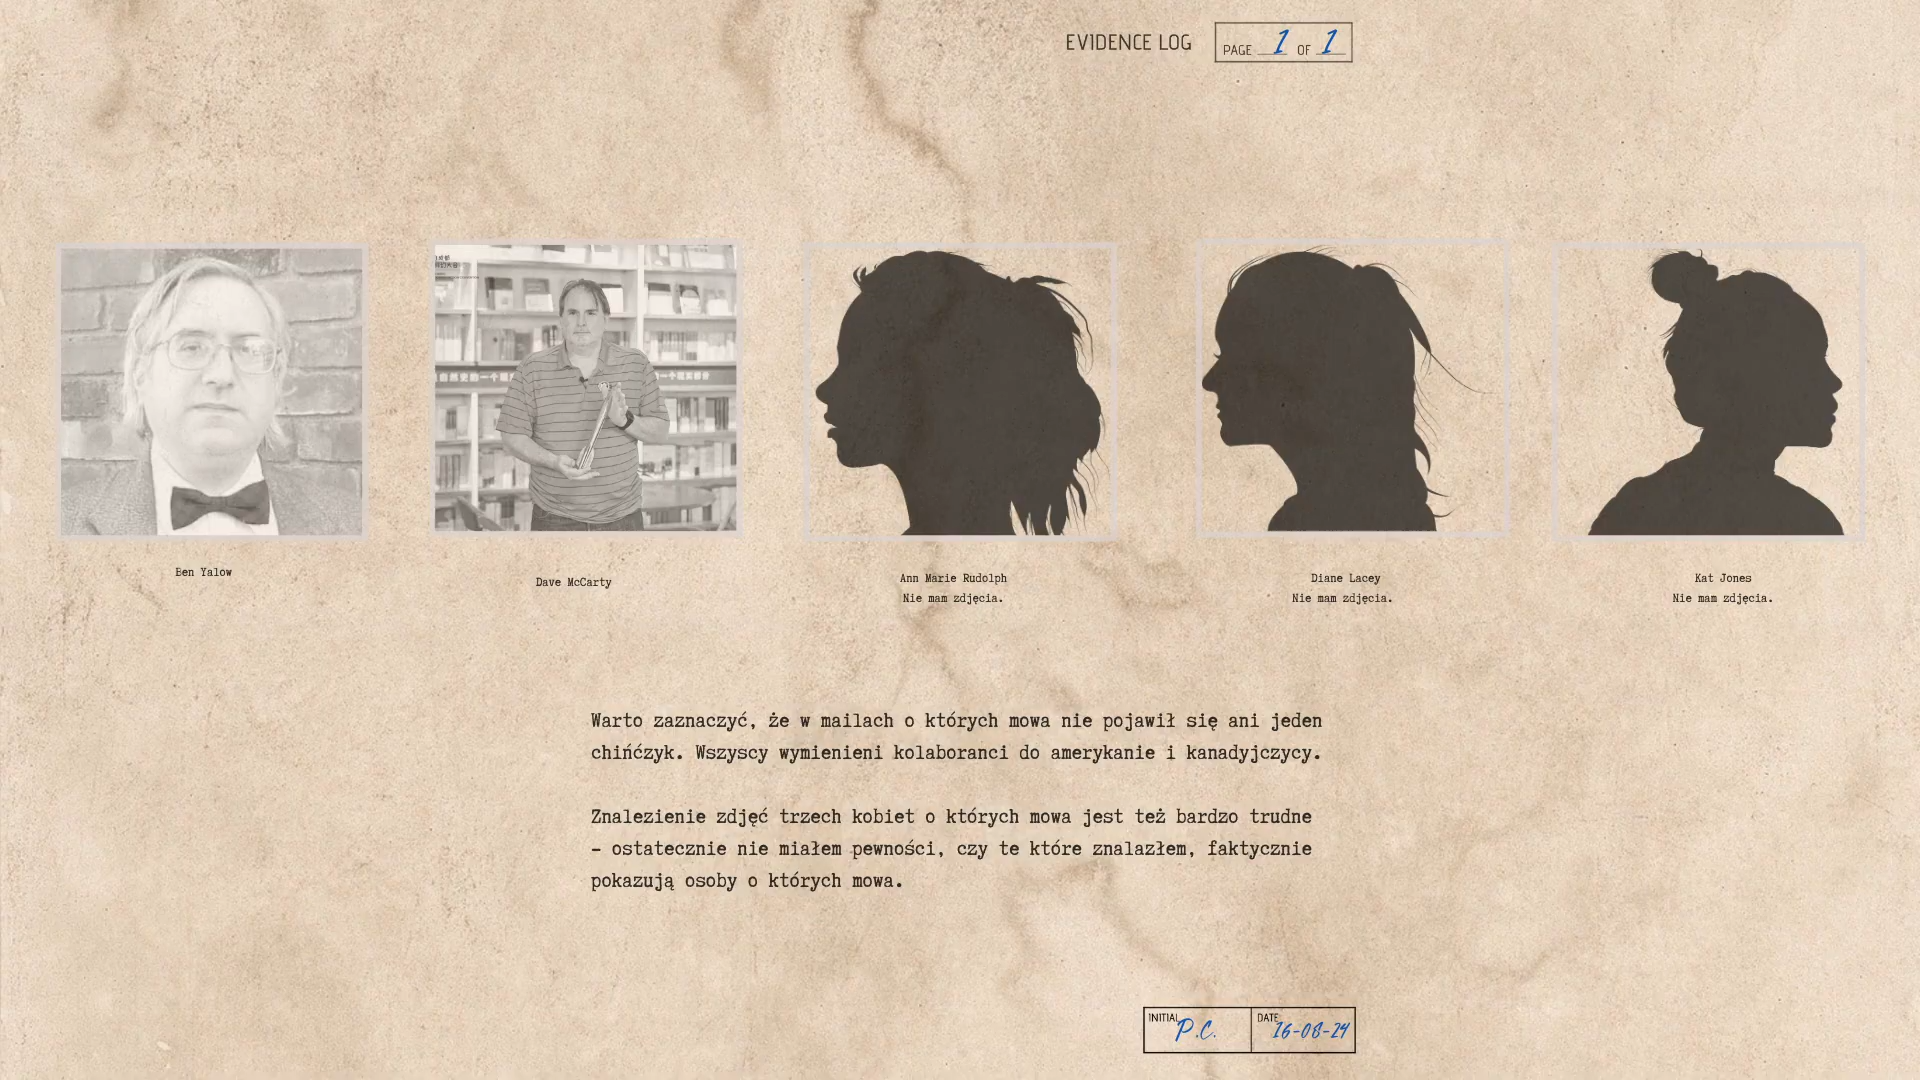 EVIDENCE LOG
PAGE 1 OF 1
Ben Yalow
Dave McCarty
Ann Marie Rudolph
Nie mam zdjęcia.
Diane Lacey
Nie mam zdjęcia.
Kat Jones
Nie mam zdjęcia.
Warto zaznaczyć, że w mailach o których mowa nie pojawił się ani jeden
chińćzyk. Wszyscy wymienieni kolaboranci do amerykanie i kanadyjczycy.
Znalezienie zdjęć trzech kobiet o których mowa jest też bardzo trudne
– ostatecznie nie miałem pewności, czy te które znalazłem, faktycznie
pokazują osoby o których mowa.
INITIAL P.C.
DATE 16-08-24